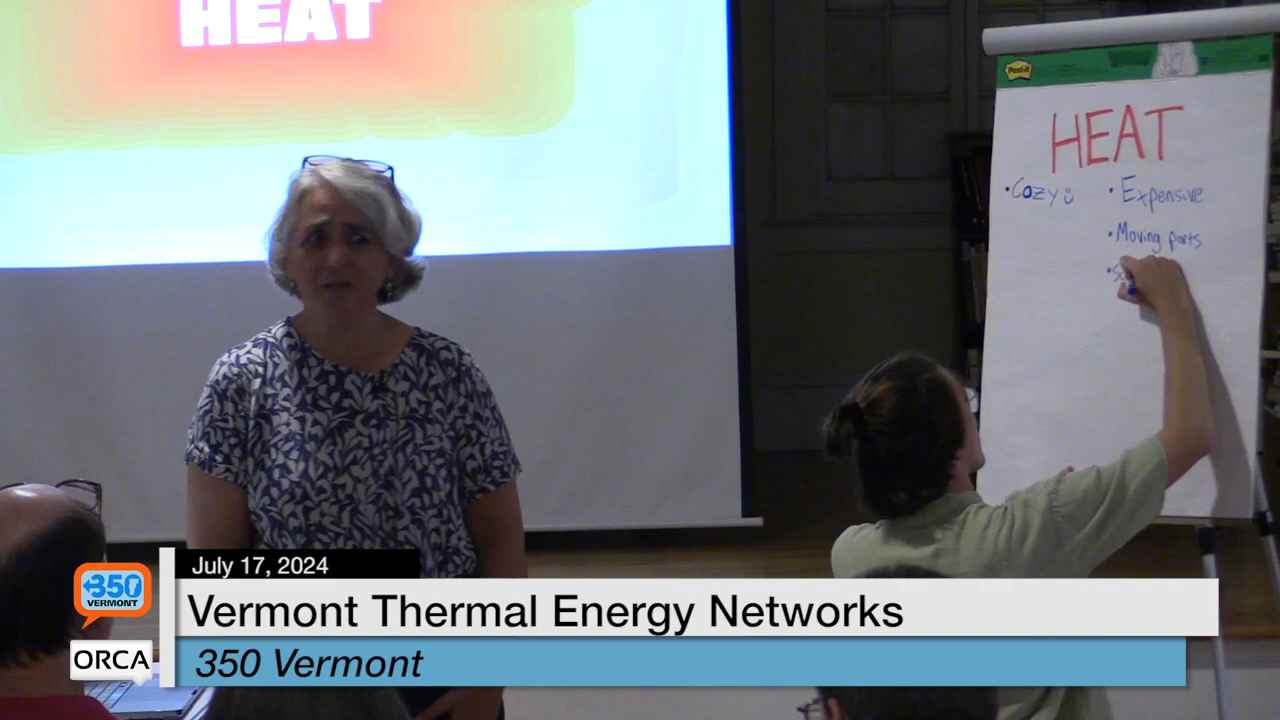 HEAT
Post-it
HEAT
•Cozy •Expensive
•Moving parts
July 17, 2024
350
VERMONT
Vermont Thermal Energy Networks
ORCA
350 Vermont